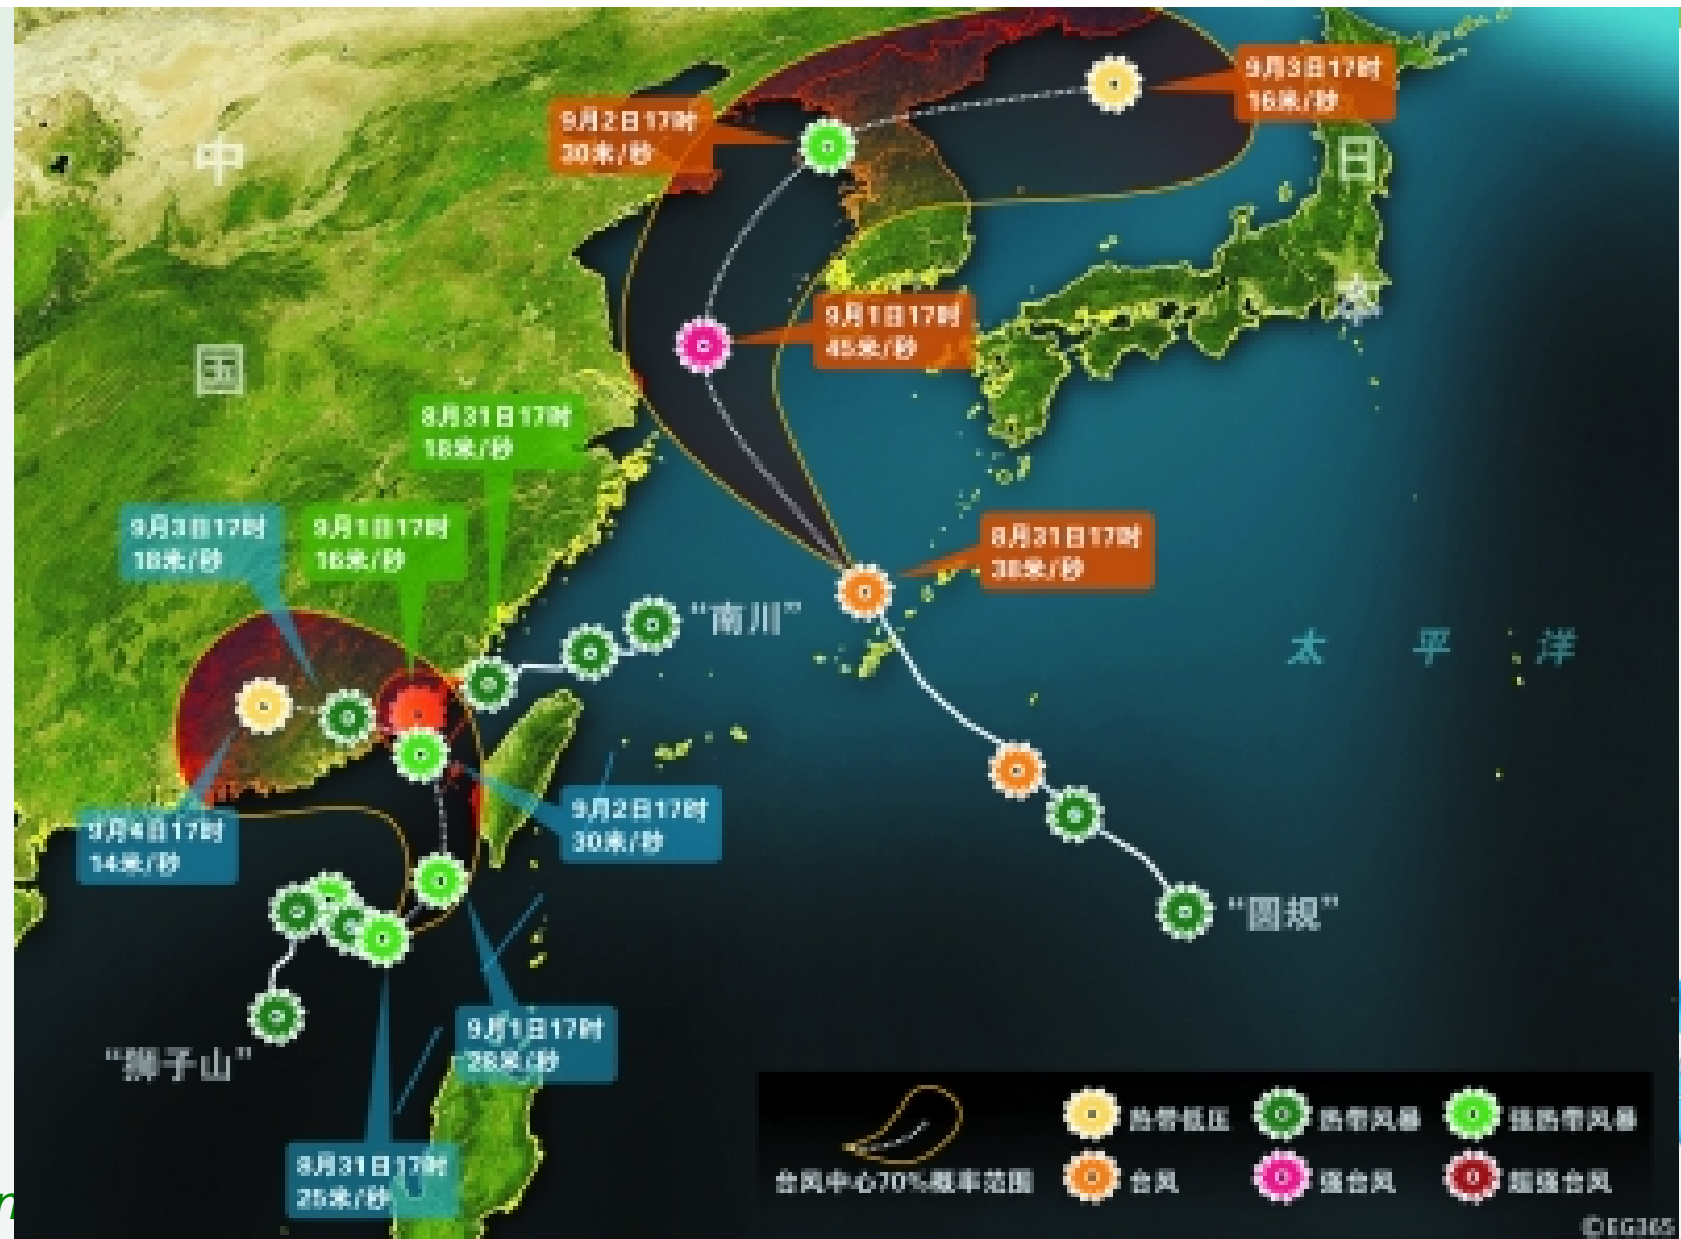 9月3日17时
16米/秒
9月2日17时
30米/秒
中
日
本
9月1日17时
45米/秒
国
8月31日17时
18米/秒
9月3日17时
18米/秒
9月1日17时
16米/秒
8月31日17时
38米/秒
“南川”
太平洋
9月2日17时
30米/秒
9月4日17时
14米/秒
“圆规”
9月1日17时
28米/秒
“狮子山”
8月31日17时
25米/秒
热带低压
热带风暴
强热带风暴
台风中心70%概率范围
台风
强台风
超强台风
©EG365